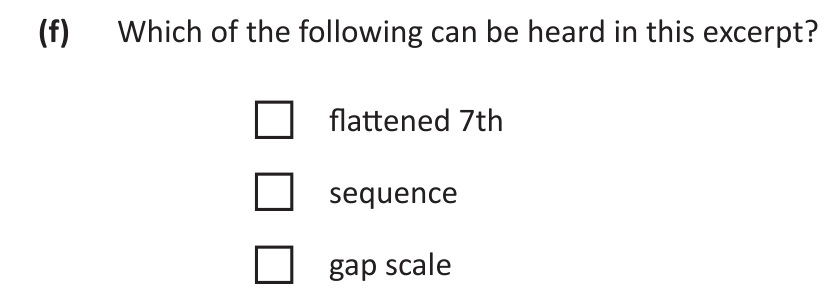 (f) Which of the following can be heard in this excerpt?
flattened 7th
sequence
gap scale